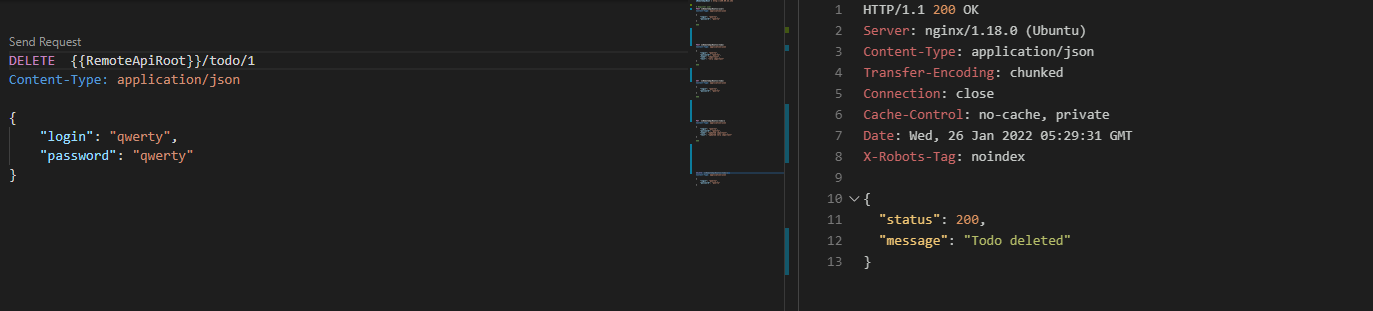 Send Request
DELETE  {{RemoteApiRoot}}/todo/1
Content-Type: application/json
{
    "login": "qwerty",
    "password": "qwerty"
}
1 HTTP/1.1 200 OK
2 Server: nginx/1.18.0 (Ubuntu)
3 Content-Type: application/json
4 Transfer-Encoding: chunked
5 Connection: close
6 Cache-Control: no-cache, private
7 Date: Wed, 26 Jan 2022 05:29:31 GMT
8 X-Robots-Tag: noindex
9
10 {
11   "status": 200,
12   "message": "Todo deleted"
13 }